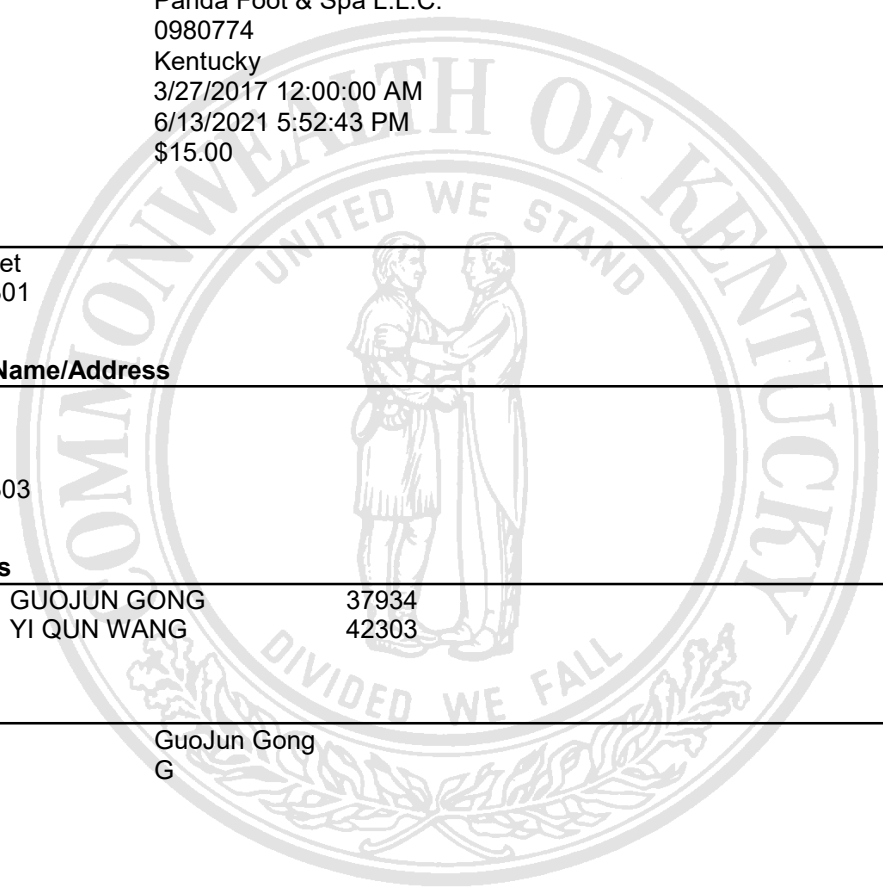 Panda Foot & Spa L.L.C.
0980774
Kentucky
3/27/2017 12:00:00 AM
6/13/2021 5:52:43 PM
$15.00
COMMONWEALTH OF KENTUCKY
UNITED WE STAND
et
01
Name/Address
03
s
GUOJUN GONG 37934
YI QUN WANG 42303
DIVIDED WE FALL
GuoJun Gong
G